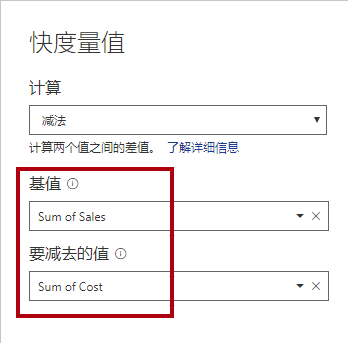 快度量值
计算
减法
计算两个值之间的差值。 了解详细信息
基值
Sum of Sales
要减去的值
Sum of Cost